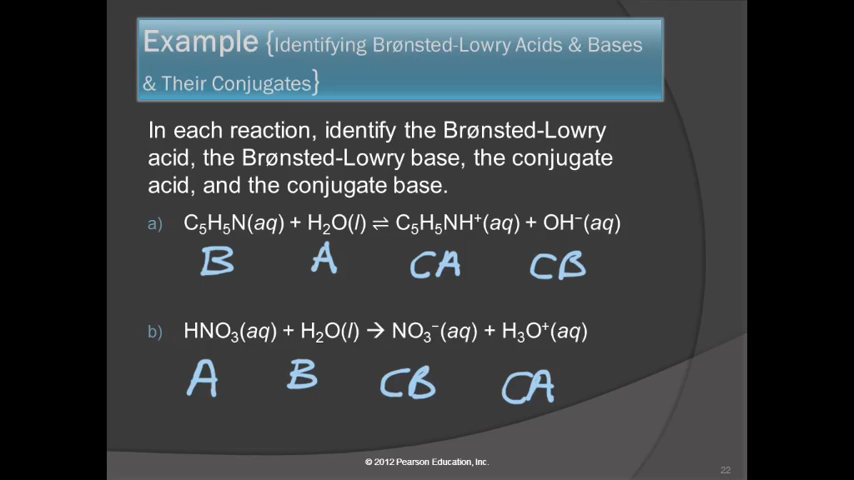 Example {Identifying Brønsted-Lowry Acids & Bases
& Their Conjugates}
In each reaction, identify the Brønsted-Lowry
acid, the Brønsted-Lowry base, the conjugate
acid, and the conjugate base.
a) C₅H₅N(aq) + H₂O(l) ⇌ C₅H₅NH⁺(aq) + OH⁻(aq)
B A CA CB
b) HNO₃(aq) + H₂O(l) → NO₃⁻(aq) + H₃O⁺(aq)
A B CB CA
© 2012 Pearson Education, Inc.
22